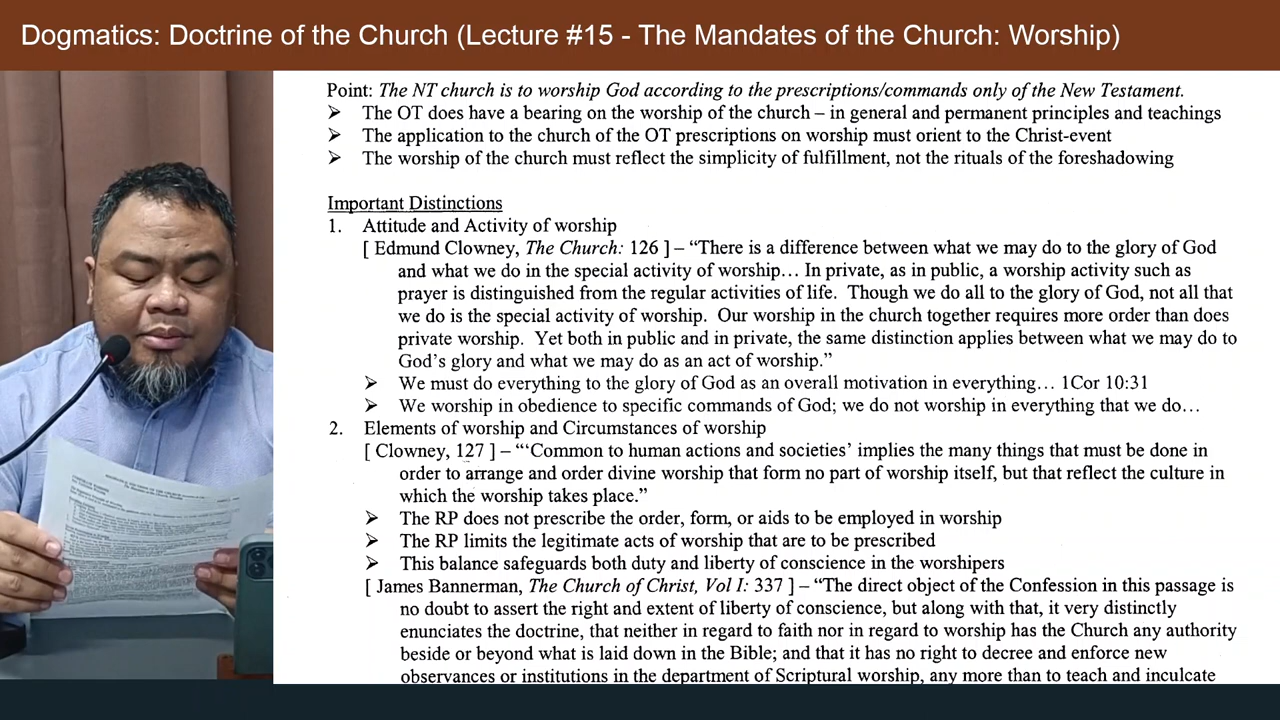 Dogmatics: Doctrine of the Church (Lecture #15 - The Mandates of the Church: Worship)
Point: The NT church is to worship God according to the prescriptions/commands only of the New Testament.
➢ The OT does have a bearing on the worship of the church – in general and permanent principles and teachings
➢ The application to the church of the OT prescriptions on worship must orient to the Christ-event
➢ The worship of the church must reflect the simplicity of fulfillment, not the rituals of the foreshadowing
Important Distinctions
1. Attitude and Activity of worship
[ Edmund Clowney, The Church: 126 ] – “There is a difference between what we may do to the glory of God
and what we do in the special activity of worship… In private, as in public, a worship activity such as
prayer is distinguished from the regular activities of life. Though we do all to the glory of God, not all that
we do is the special activity of worship. Our worship in the church together requires more order than does
private worship. Yet both in public and in private, the same distinction applies between what we may do to
God’s glory and what we may do as an act of worship.”
➢ We must do everything to the glory of God as an overall motivation in everything… 1Cor 10:31
➢ We worship in obedience to specific commands of God; we do not worship in everything that we do…
2. Elements of worship and Circumstances of worship
[ Clowney, 127 ] – “‘Common to human actions and societies’ implies the many things that must be done in
order to arrange and order divine worship that form no part of worship itself, but that reflect the culture in
which the worship takes place.”
➢ The RP does not prescribe the order, form, or aids to be employed in worship
➢ The RP limits the legitimate acts of worship that are to be prescribed
➢ This balance safeguards both duty and liberty of conscience in the worshipers
[ James Bannerman, The Church of Christ, Vol I: 337 ] – “The direct object of the Confession in this passage is
no doubt to assert the right and extent of liberty of conscience, but along with that, it very distinctly
enunciates the doctrine, that neither in regard to faith nor in regard to worship has the Church any authority
beside or beyond what is laid down in the Bible; and that it has no right to decree and enforce new
observances or institutions in the department of Scriptural worship, any more than to teach and inculcate